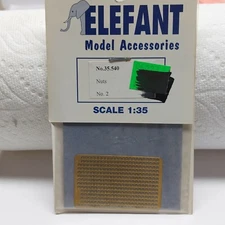 ELEFANT
Model Accessories
No.35.540
Nuts
No. 2
SCALE 1:35